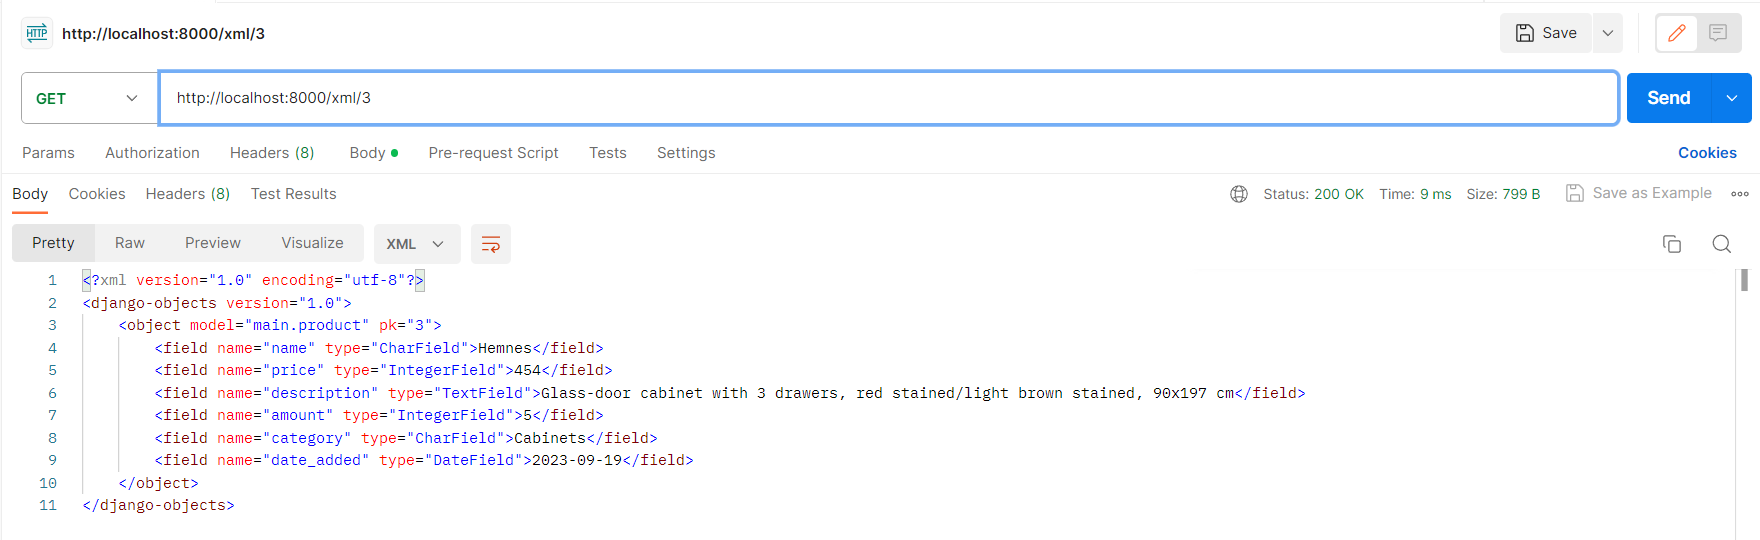 HTTP http://localhost:8000/xml/3 Save
GET http://localhost:8000/xml/3 Send
Params Authorization Headers (8) Body Pre-request Script Tests Settings Cookies
Body Cookies Headers (8) Test Results Status: 200 OK Time: 9 ms Size: 799 B Save as Example
Pretty Raw Preview Visualize XML
1 <?xml version="1.0" encoding="utf-8"?>
2 <django-objects version="1.0">
3 <object model="main.product" pk="3">
4 <field name="name" type="CharField">Hemnes</field>
5 <field name="price" type="IntegerField">454</field>
6 <field name="description" type="TextField">Glass-door cabinet with 3 drawers, red stained/light brown stained, 90x197 cm</field>
7 <field name="amount" type="IntegerField">5</field>
8 <field name="category" type="CharField">Cabinets</field>
9 <field name="date_added" type="DateField">2023-09-19</field>
10 </object>
11 </django-objects>